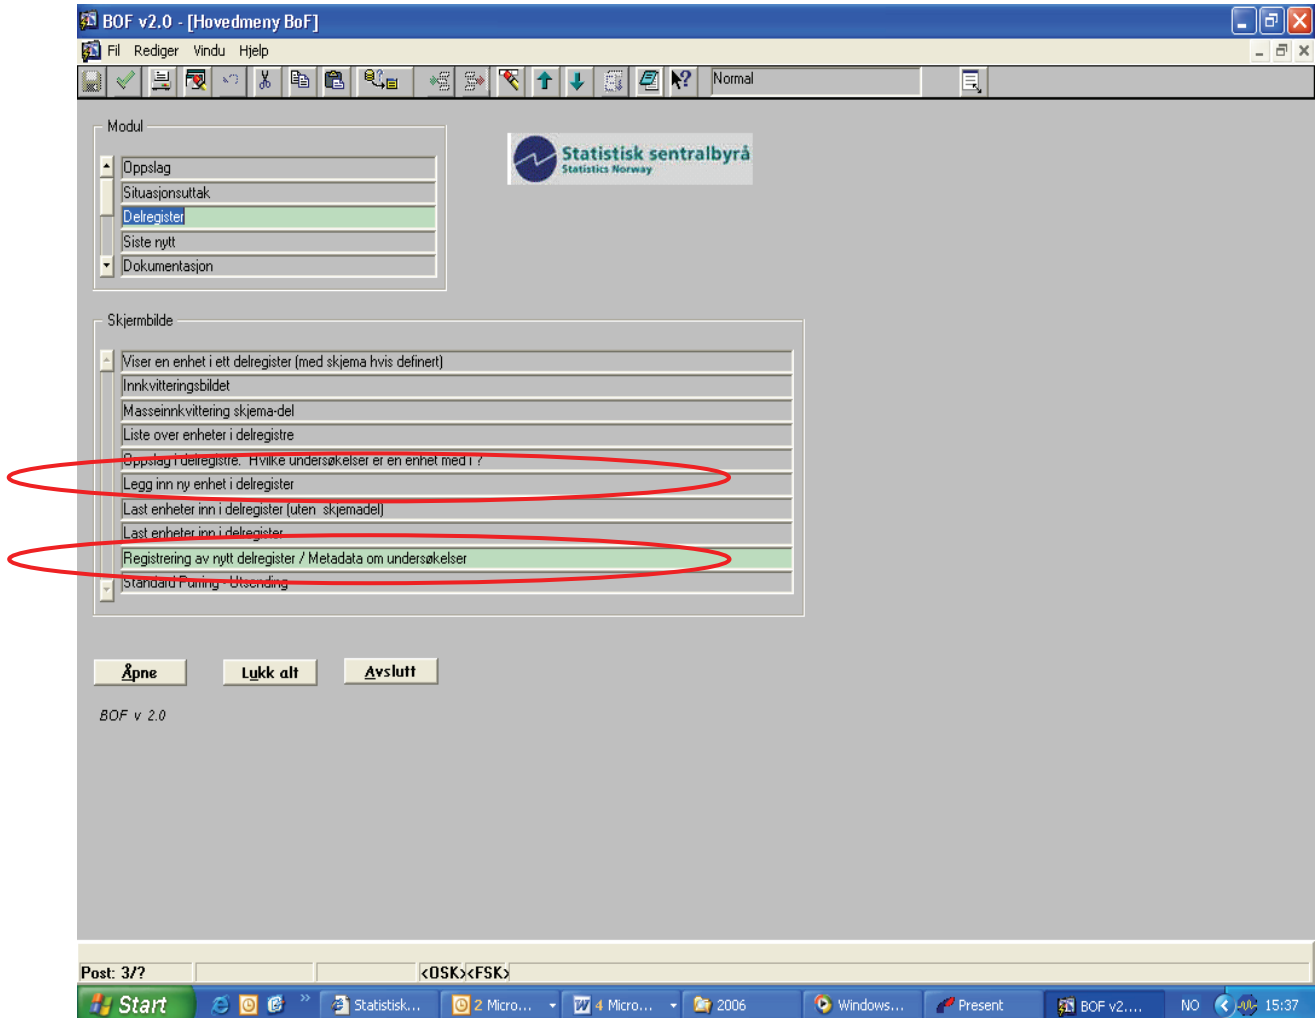 BOF v2.0 - [Hovedmeny BoF]
Fil Rediger Vindu Hjelp
Normal
Modul
Oppslag
Situasjonsuttak
Delregister
Siste nytt
Dokumentasjon
Statistisk sentralbyrå
Statistics Norway
Skjermbilde
Viser en enhet i ett delregister (med skjema hvis definert)
Innkvitteringsbildet
Masseinnkvittering skjema-del
Liste over enheter i delregistre
Oppslag i delregistre. Hvilke undersøkelser er en enhet med i ?
Legg inn ny enhet i delregister
Last enheter inn i delregister (uten skjemadel)
Last enheter inn i delregister
Registrering av nytt delregister / Metadata om undersøkelser
Standard Purring - Utsending
Åpne Lukk alt Avslutt
BOF v 2.0
Post: 3/? <OSK><FSK>
Start » Statistisk... 2 Micro... 4 Micro... 2006 Windows... Present BOF v2.... NO 15:37